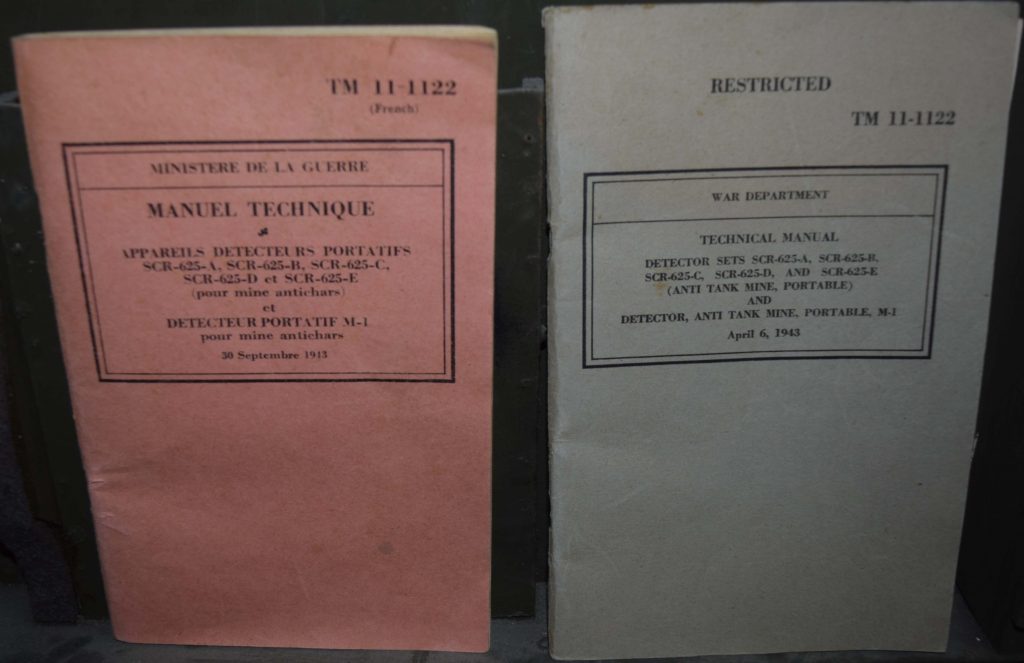 TM 11-1122
(French)
MINISTERE DE LA GUERRE
MANUEL TECHNIQUE
APPAREILS DETECTEURS PORTATIFS
SCR-625-A, SCR-625-B, SCR-625-C,
SCR-625-D et SCR-625-E
(pour mine antichars)
et
DETECTEUR PORTATIF M-1
pour mine antichars
30 Septembre 1943
RESTRICTED
TM 11-1122
WAR DEPARTMENT
TECHNICAL MANUAL
DETECTOR SETS SCR-625-A, SCR-625-B,
SCR-625-C, SCR-625-D, AND SCR-625-E
(ANTI TANK MINE, PORTABLE)
AND
DETECTOR, ANTI TANK MINE, PORTABLE, M-1
April 6, 1943